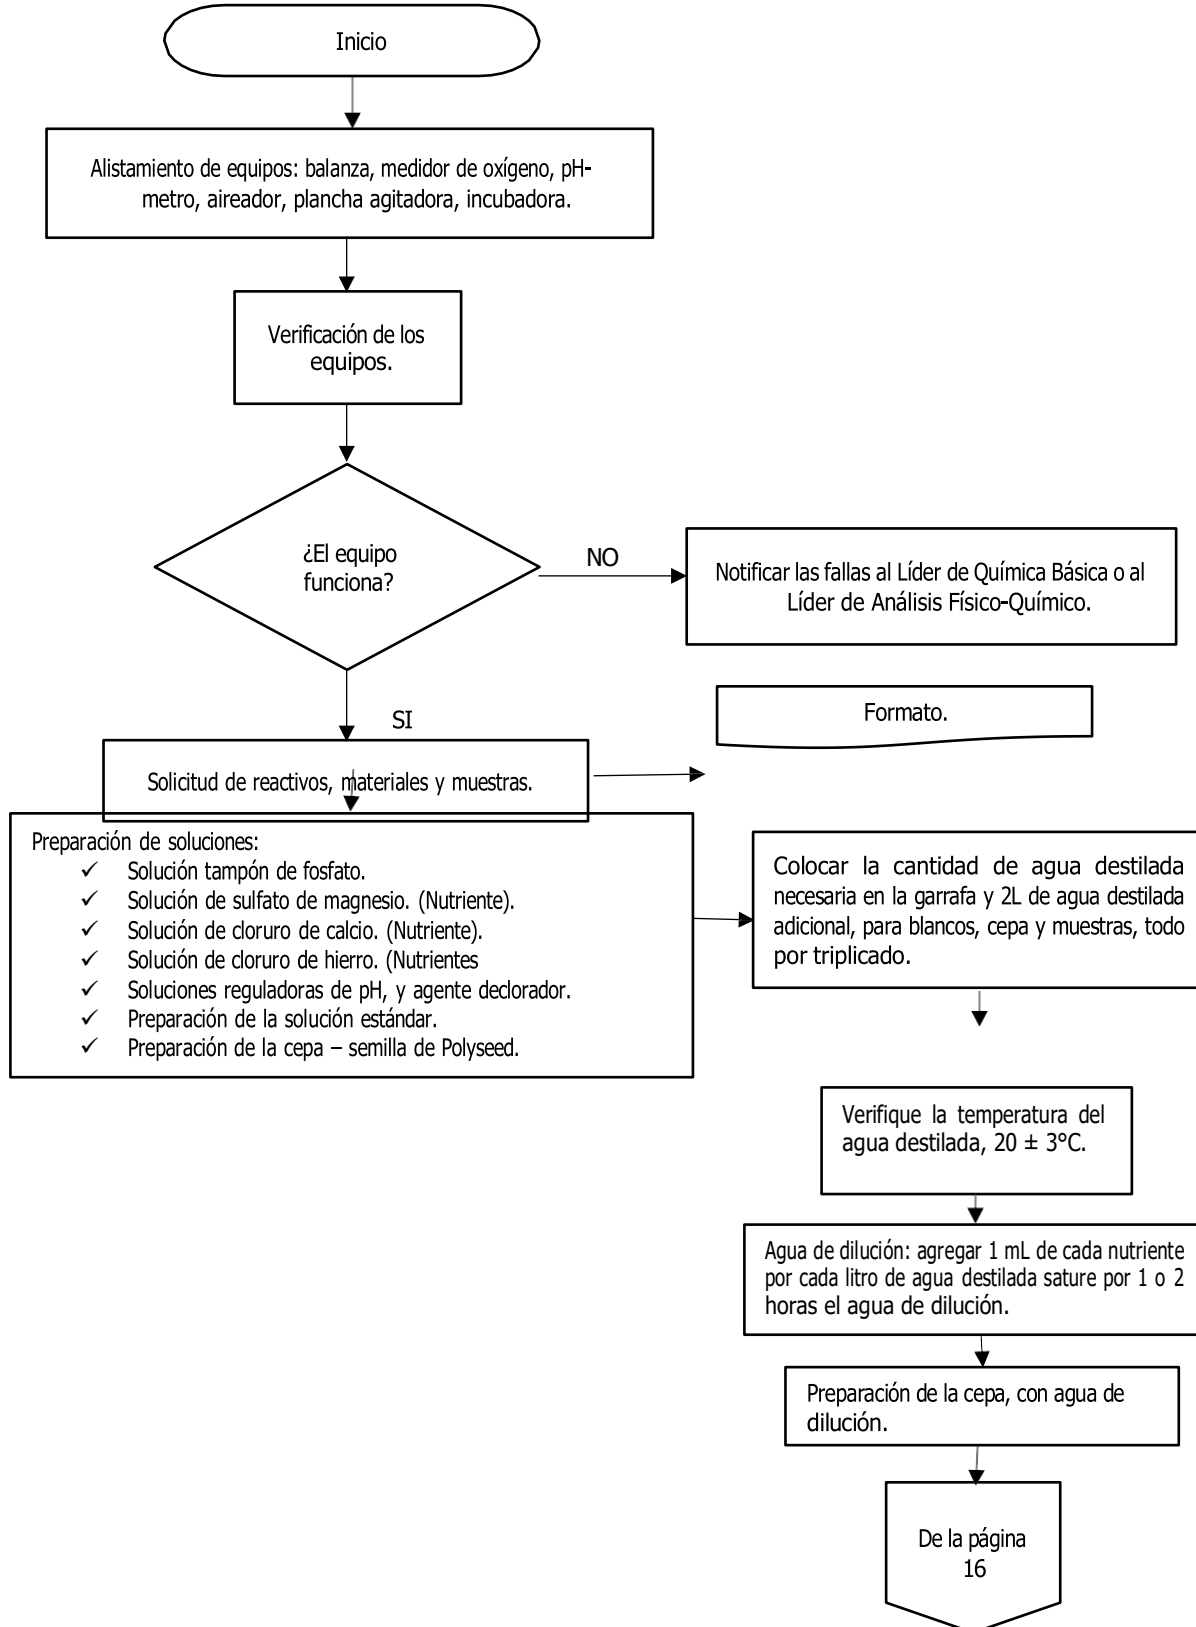 Inicio
Alistamiento de equipos: balanza, medidor de oxígeno, pH-
metro, aireador, plancha agitadora, incubadora.
Verificación de los
equipos.
¿El equipo
funciona?
NO
Notificar las fallas al Líder de Química Básica o al
Líder de Análisis Físico-Químico.
SI
Formato.
Solicitud de reactivos, materiales y muestras.
Preparación de soluciones:
✓ Solución tampón de fosfato.
✓ Solución de sulfato de magnesio. (Nutriente).
✓ Solución de cloruro de calcio. (Nutriente).
✓ Solución de cloruro de hierro. (Nutrientes
✓ Soluciones reguladoras de pH, y agente declorador.
✓ Preparación de la solución estándar.
✓ Preparación de la cepa – semilla de Polyseed.
Colocar la cantidad de agua destilada
necesaria en la garrafa y 2L de agua destilada
adicional, para blancos, cepa y muestras, todo
por triplicado.
Verifique la temperatura del
agua destilada, 20 ± 3°C.
Agua de dilución: agregar 1 mL de cada nutriente
por cada litro de agua destilada sature por 1 o 2
horas el agua de dilución.
Preparación de la cepa, con agua de
dilución.
De la página
16